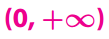 (0, +∞)